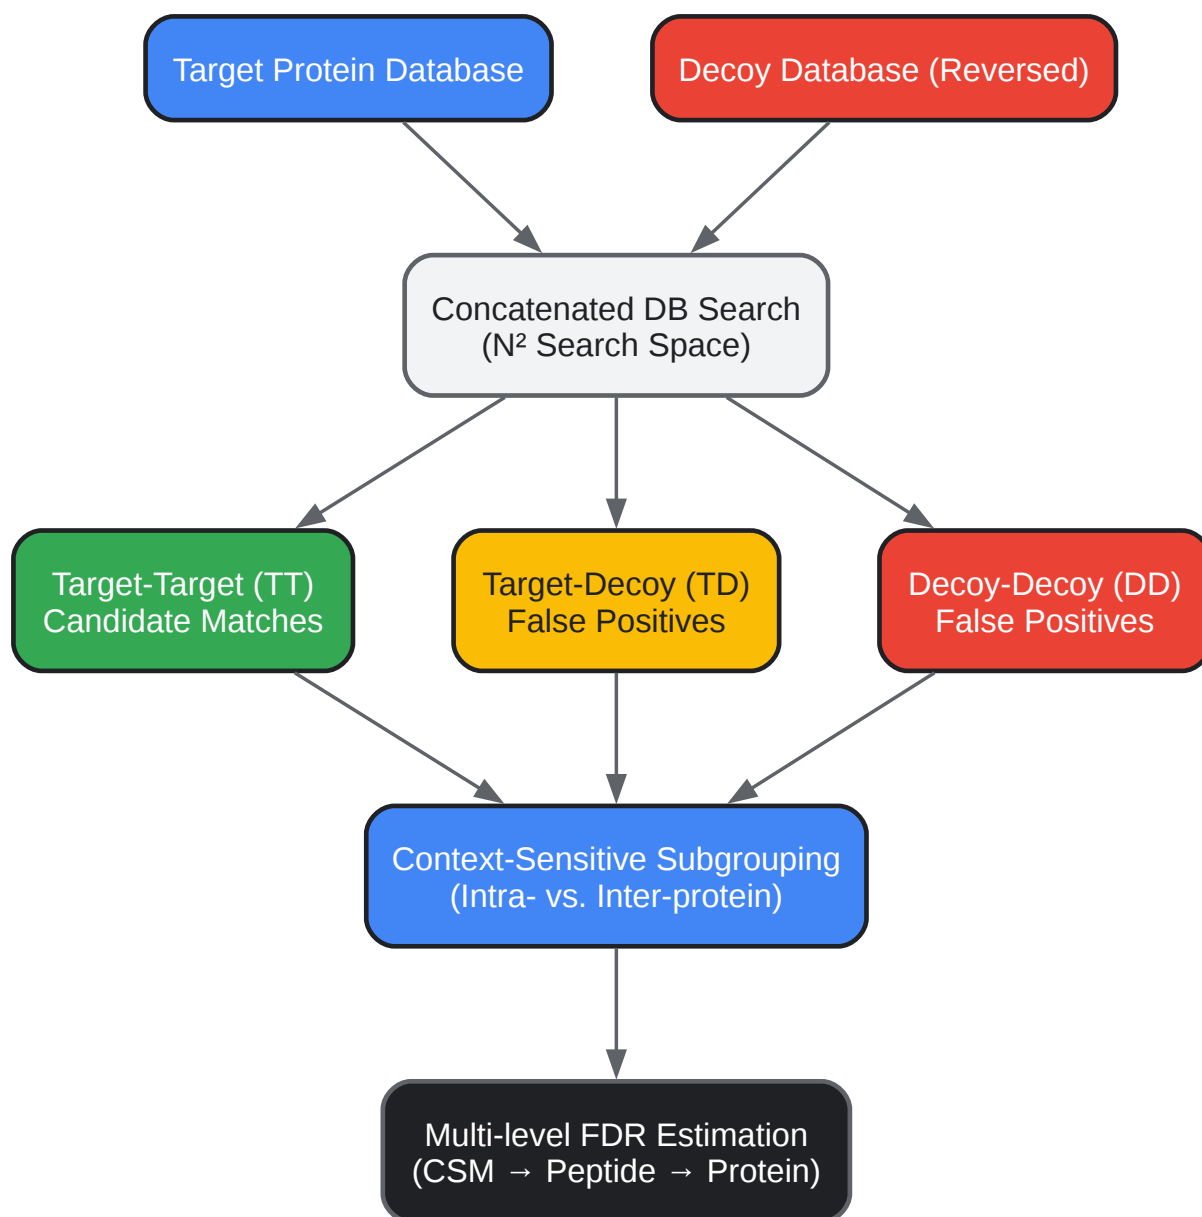 Target Protein Database
Decoy Database (Reversed)
Concatenated DB Search
(N² Search Space)
Target-Target (TT)
Candidate Matches
Target-Decoy (TD)
False Positives
Decoy-Decoy (DD)
False Positives
Context-Sensitive Subgrouping
(Intra- vs. Inter-protein)
Multi-level FDR Estimation
(CSM → Peptide → Protein)